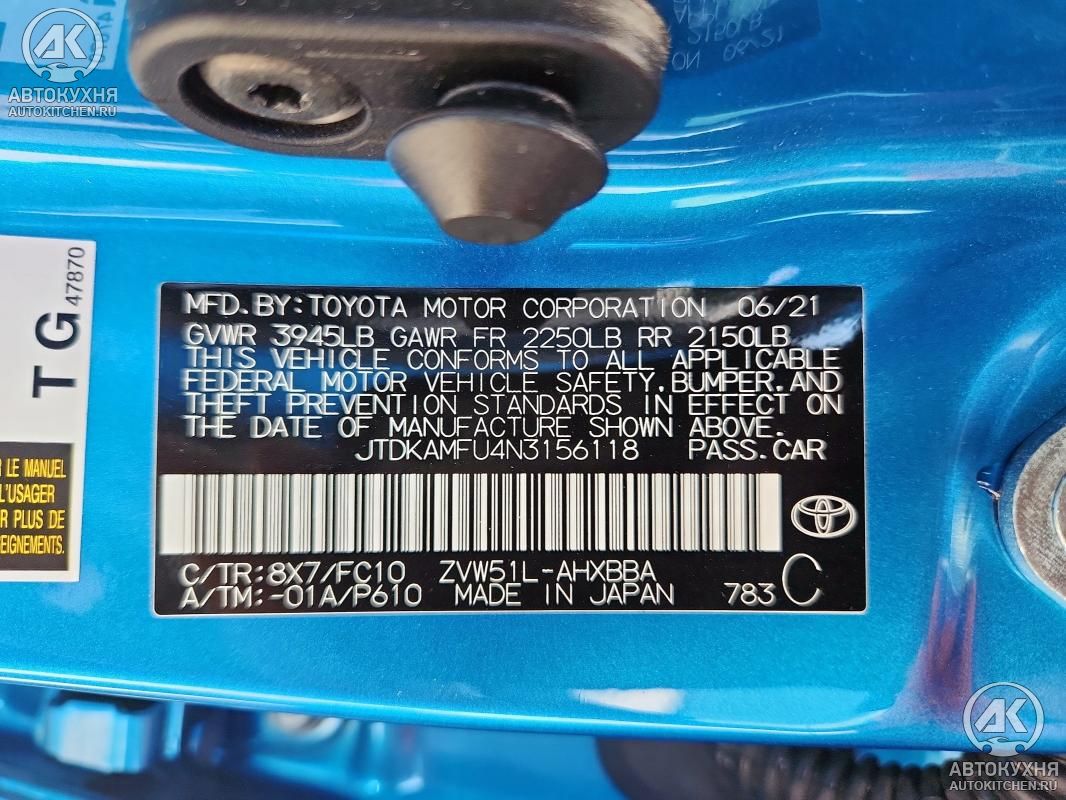 АВТОКУХНЯ
AUTOKITCHEN.RU
TG
47870
R LE MANUEL
L'USAGER
R PLUS DE
EIGNEMENTS.
MFD.BY:TOYOTA MOTOR CORPORATION 06/21
GVWR 3945LB GAWR FR 2250LB RR 2150LB
THIS VEHICLE CONFORMS TO ALL APPLICABLE
FEDERAL MOTOR VEHICLE SAFETY,BUMPER,AND
THEFT PREVENTION STANDARDS IN EFFECT ON
THE DATE OF MANUFACTURE SHOWN ABOVE.
JTDKAMFU4N3156118 PASS.CAR
C/TR:8X7/FC10 ZVW51L-AHXBBA
A/TM:-01A/P610 MADE IN JAPAN 783 C
АВТОКУХНЯ
AUTOKITCHEN.RU